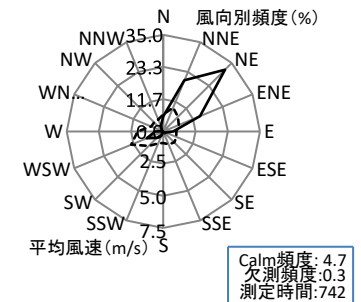 N
風向別頻度(%)
35.0
NNW
NNE
NW
NE
23.3
WN...
ENE
11.7
W
0.0
E
WSW
ESE
2.5
SW
SE
5.0
SSW
SSE
7.5
平均風速(m/s)
S
Calm頻度: 4.7
欠測頻度:0.3
測定時間:742